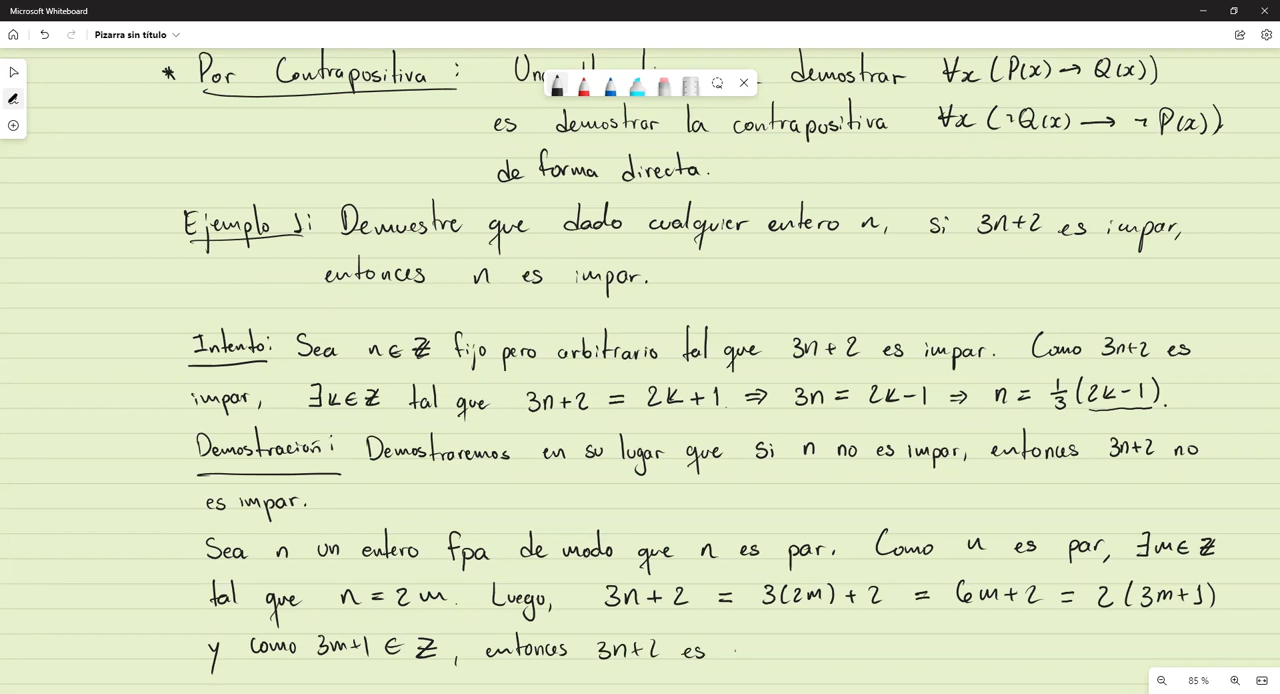 Microsoft Whiteboard
Pizarra sin título
* Por Contrapositiva: demostrar ∀x (P(x) → Q(x))
es demostrar la contrapositiva ∀x (¬Q(x) → ¬P(x))
de forma directa.
Ejemplo 1: Demuestre que dado cualquier entero n, si 3n+2 es impar,
entonces n es impar.
Intento: Sea n ∈ ℤ fijo pero arbitrario tal que 3n+2 es impar. Como 3n+2 es
impar, ∃k∈ℤ tal que 3n+2 = 2k+1 ⇒ 3n = 2k-1 ⇒ n = 1/3 (2k-1).
Demostración: Demostraremos en su lugar que si n no es impar, entonces 3n+2 no
es impar.
Sea n un entero fpa de modo que n es par. Como n es par, ∃m∈ℤ
tal que n = 2m. Luego, 3n+2 = 3(2m)+2 = 6m+2 = 2(3m+1)
y como 3m+1 ∈ ℤ, entonces 3n+2 es
85 %